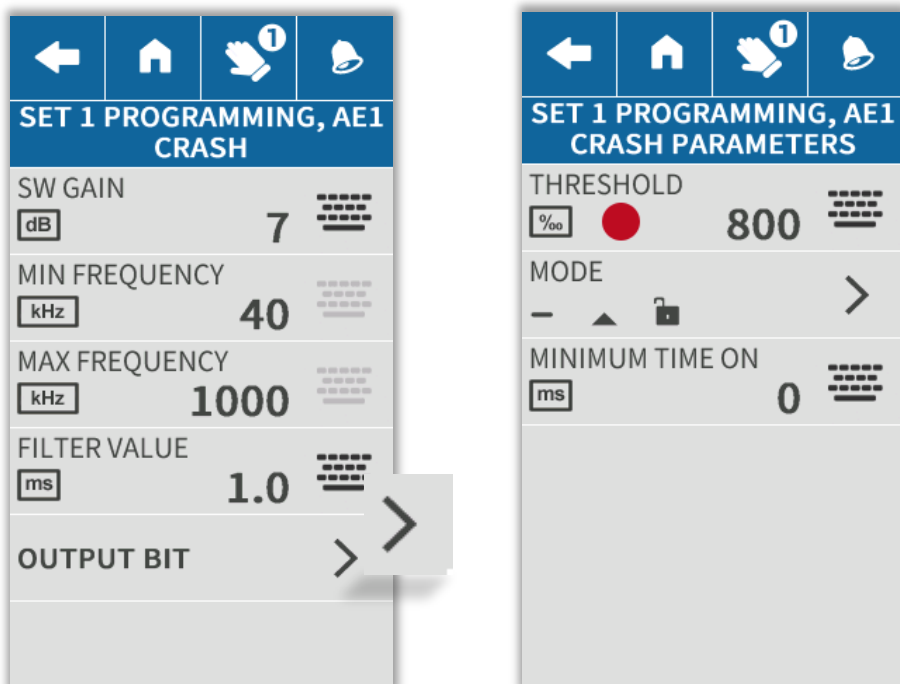 1
SET 1 PROGRAMMING, AE1
CRASH
SW GAIN
dB
7
MIN FREQUENCY
kHz
40
MAX FREQUENCY
kHz
1000
FILTER VALUE
ms
1.0
OUTPUT BIT
1
SET 1 PROGRAMMING, AE1
CRASH PARAMETERS
THRESHOLD
‰
800
MODE
MINIMUM TIME ON
ms
0